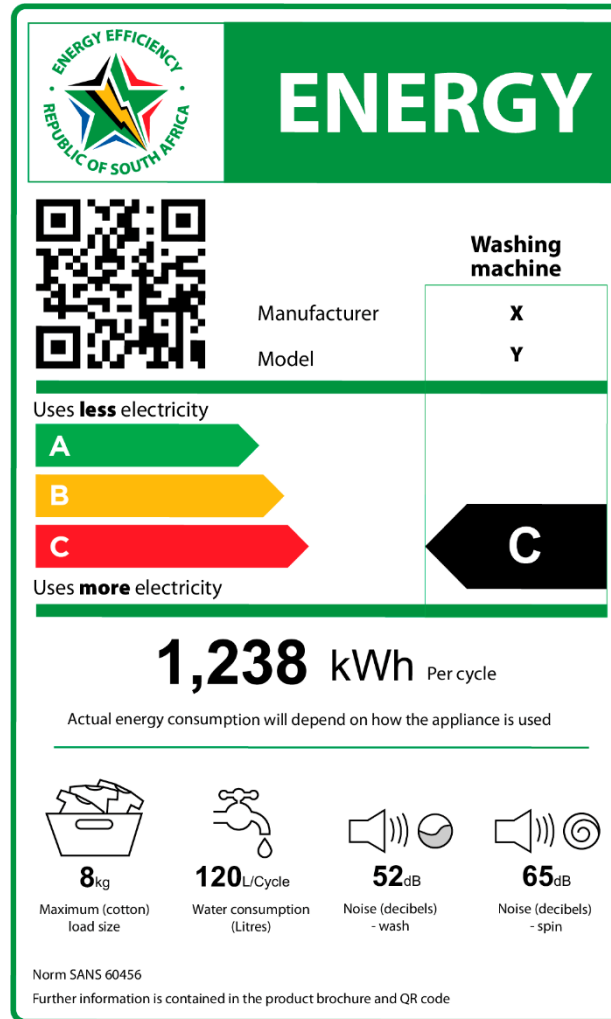 · ENERGY EFFICIENCY ·
REPUBLIC OF SOUTH AFRICA
ENERGY
Washing
machine
Manufacturer X
Model Y
Uses less electricity
A
B
C
C
Uses more electricity
1,238 kWh Per cycle
Actual energy consumption will depend on how the appliance is used
8kg
Maximum (cotton)
load size
120L/Cycle
Water consumption
(Litres)
52dB
Noise (decibels)
- wash
65dB
Noise (decibels)
- spin
Norm SANS 60456
Further information is contained in the product brochure and QR code